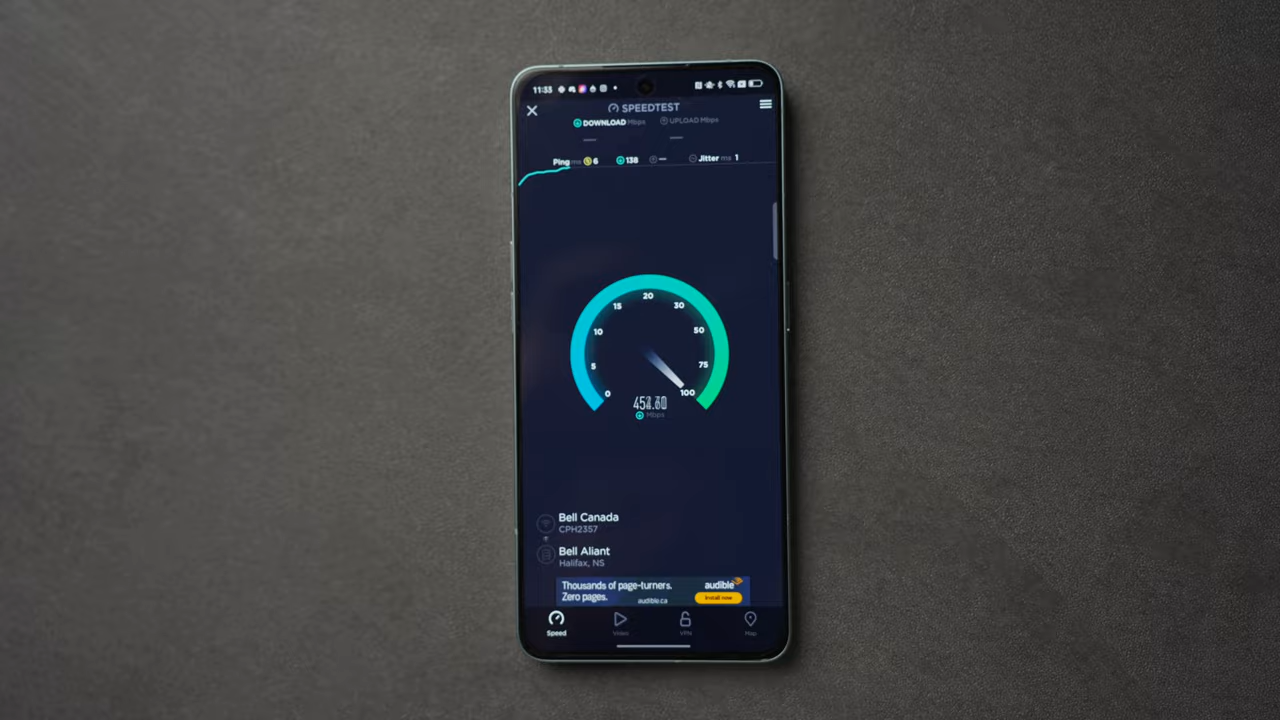 11:33
SPEEDTEST
DOWNLOAD Mbps UPLOAD Mbps
Ping ms 6 138 — Jitter ms 1
20
15 30
10 50
5 75
0 100
Mbps
Bell Canada
CPH2357
Bell Aliant
Halifax, NS
Thousands of page-turners. audible
Zero pages. audible.ca Install now
Speed Video VPN Map